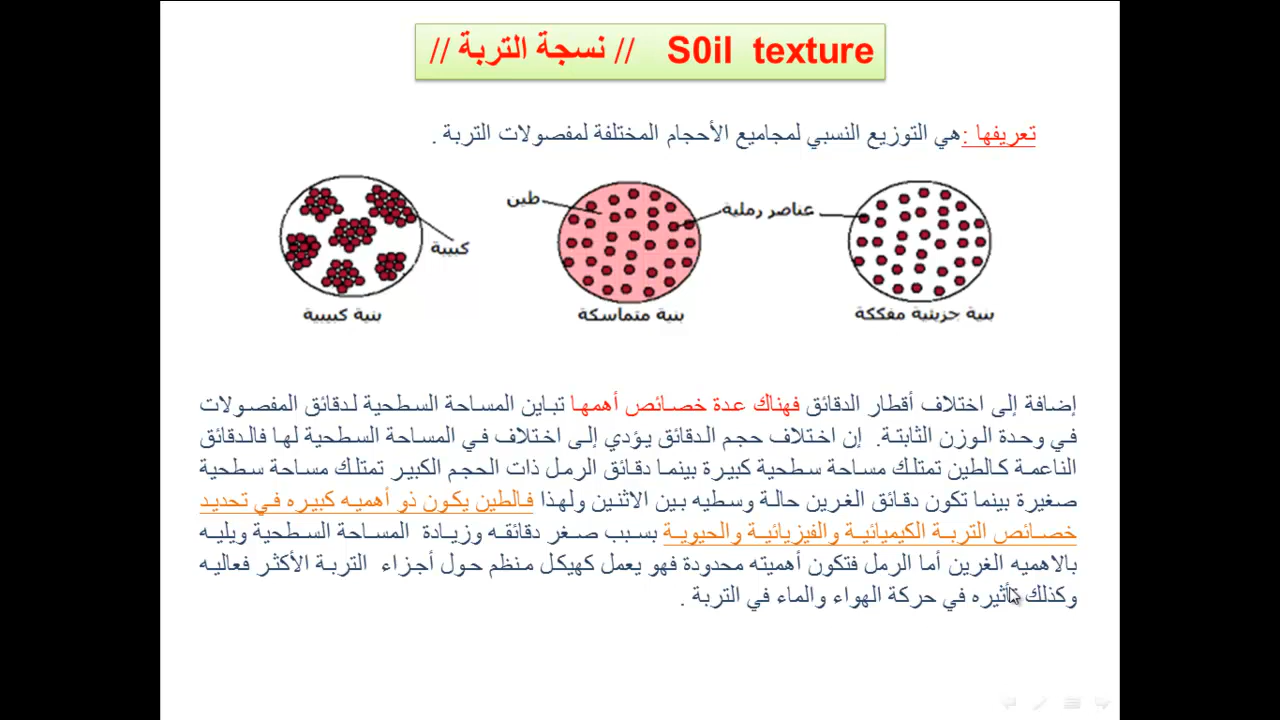 // نسجة التربة // S0il texture
تعريفها :هي التوزيع النسبي لمجاميع الأحجام المختلفة لمفصولات التربة .
عناصر رملية
طين
كبيبة
بنية جزيئية مفككة
بنية متماسكة
بنية كبيبية
إضافة إلى اختلاف أقطار الدقائق فهناك عدة خصائص أهمها تباين المساحة السطحية لدقائق المفصولات
في وحدة الوزن الثابتة. إن اختلاف حجم الدقائق يؤدي إلى اختلاف في المساحة السطحية لها فالدقائق
الناعمة كالطين تمتلك مساحة سطحية كبيرة بينما دقائق الرمل ذات الحجم الكبير تمتلك مساحة سطحية
صغيرة بينما تكون دقائق الغرين حالة وسطيه بين الاثنين ولهذا فالطين يكون ذو أهميه كبيره في تحديد
خصائص التربة الكيميائية والفيزيائية والحيوية بسبب صغر دقائقه وزيادة المساحة السطحية ويليه
بالاهميه الغرين أما الرمل فتكون أهميته محدودة فهو يعمل كهيكل منظم حول أجزاء التربة الأكثر فعاليه
وكذلك تأثيره في حركة الهواء والماء في التربة .